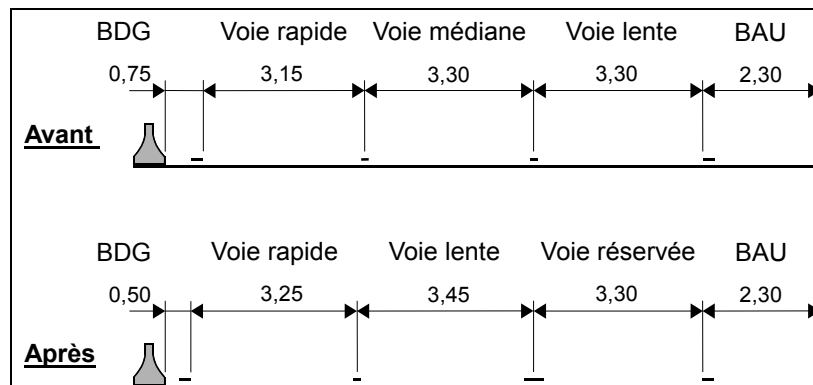 BDG Voie rapide Voie médiane Voie lente BAU
0,75 3,15 3,30 3,30 2,30
Avant
BDG Voie rapide Voie lente Voie réservée BAU
0,50 3,25 3,45 3,30 2,30
Après